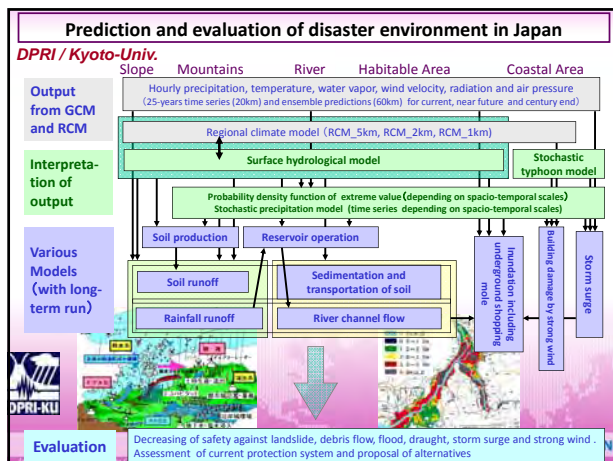 Prediction and evaluation of disaster environment in Japan
DPRI / Kyoto-Univ.
Slope Mountains River Habitable Area Coastal Area
Output
from GCM
and RCM
Hourly precipitation, temperature, water vapor, wind velocity, radiation and air pressure
(25-years time series (20km) and ensemble predictions (60km) for current, near future and century end)
Regional climate model (RCM_5km, RCM_2km, RCM_1km)
Interpreta-
tion of
output
Surface hydrological model
Stochastic
typhoon model
Probability density function of extreme value(depending on spacio-temporal scales)
Stochastic precipitation model (time series depending on spacio-temporal scales)
Various
Models
(with long-
term run)
Soil production
Reservoir operation
Soil runoff
Sedimentation and
transportation of soil
Rainfall runoff
River channel flow
Inundation including
underground shopping
mole
Building damage by strong wind
Storm surge
DPRI-KU
Evaluation
Decreasing of safety against landslide, debris flow, flood, draught, storm surge and strong wind .
Assessment of current protection system and proposal of alternatives